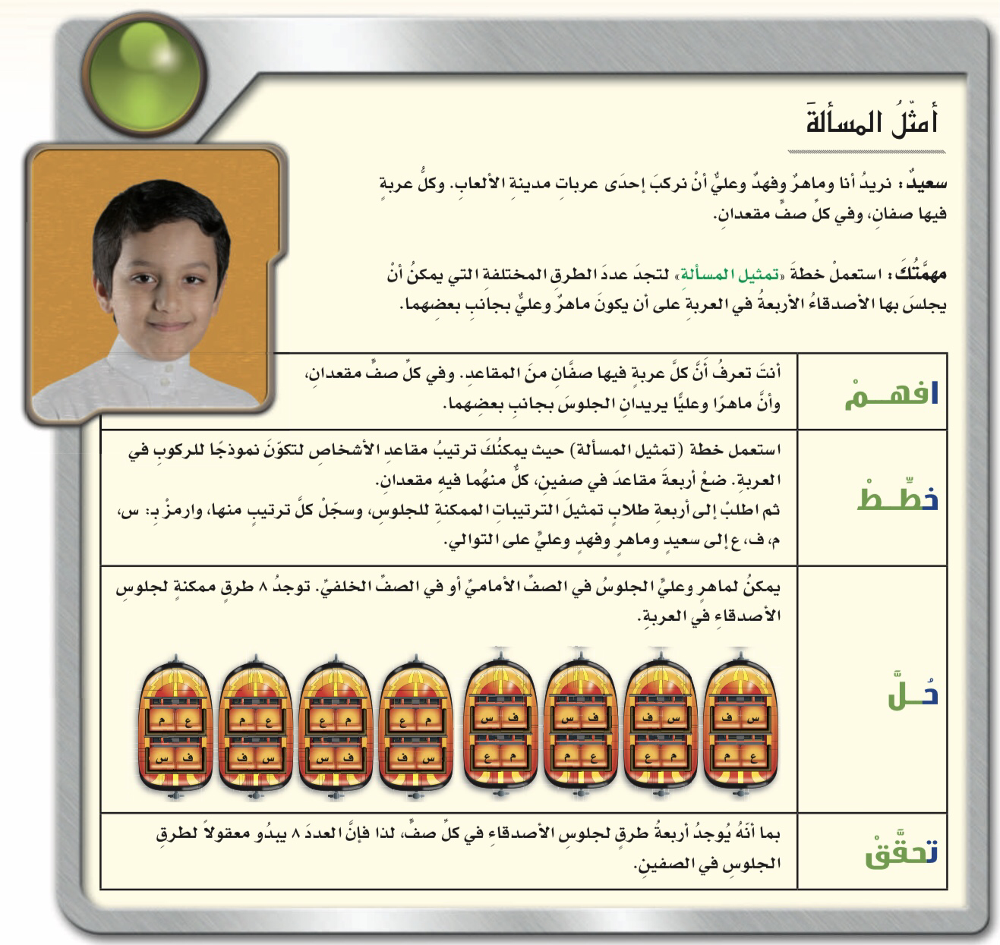 أمثّلُ المسألةَ
سعيدٌ: نريدُ أنا وماهرٌ وفهدٌ وعليٌّ أنْ نركبَ إحدَى عرباتِ مدينةِ الألعابِ. وكلُّ عربةٍ
فيها صفانِ، وفي كلِّ صفٍّ مقعدانِ.
مهمَّتُكَ: استعملْ خطةَ «تمثيل المسألةِ» لتجدَ عددَ الطرقِ المختلفةِ التي يمكنُ أنْ
يجلسَ بها الأصدقاءُ الأربعةُ في العربةِ على أن يكونَ ماهرٌ وعليٌّ بجانبِ بعضِهما.
افهـمْ
أنتَ تعرفُ أنَّ كلَّ عربةٍ فيها صفَّانِ منَ المقاعدِ. وفي كلِّ صفٍّ مقعدانِ،
وأنَّ ماهرًا وعليًّا يريدانِ الجلوسَ بجانبِ بعضِهما.
خطِّـطْ
استعمل خطة (تمثيل المسألة) حيث يمكنُكَ ترتيبُ مقاعدِ الأشخاصِ لتكوّنَ نموذجًا للركوبِ في
العربةِ. ضعْ أربعةَ مقاعدَ في صفينِ، كلٌّ منهُما فيهِ مقعدانِ.
ثم اطلبْ إلى أربعةِ طلابٍ تمثيلَ الترتيباتِ الممكنةِ للجلوسِ، وسجّلْ كلَّ ترتيبٍ منها، وارمزْ بـِ: س،
م، ف، ع إلى سعيدٍ وماهرٍ وفهدٍ وعليٍّ على التوالي.
حُـلَّ
يمكنُ لماهرٍ وعليٍّ الجلوسُ في الصفِّ الأماميِّ أو في الصفِّ الخلفيِّ. توجدُ ٨ طرقٍ ممكنةٍ لجلوسِ
الأصدقاءِ في العربةِ.
س ف س ف ف س ف س م ع م ع ع م ع م
ع م م ع ع م م ع س ف ف س س ف ف س
تحقَّقْ
بما أنّهُ يُوجدُ أربعةُ طرقٍ لجلوسِ الأصدقاءِ في كلِّ صفٍّ، لذا فإنَّ العددَ ٨ يبدُو معقولاً لطرقِ
الجلوسِ في الصفينِ.